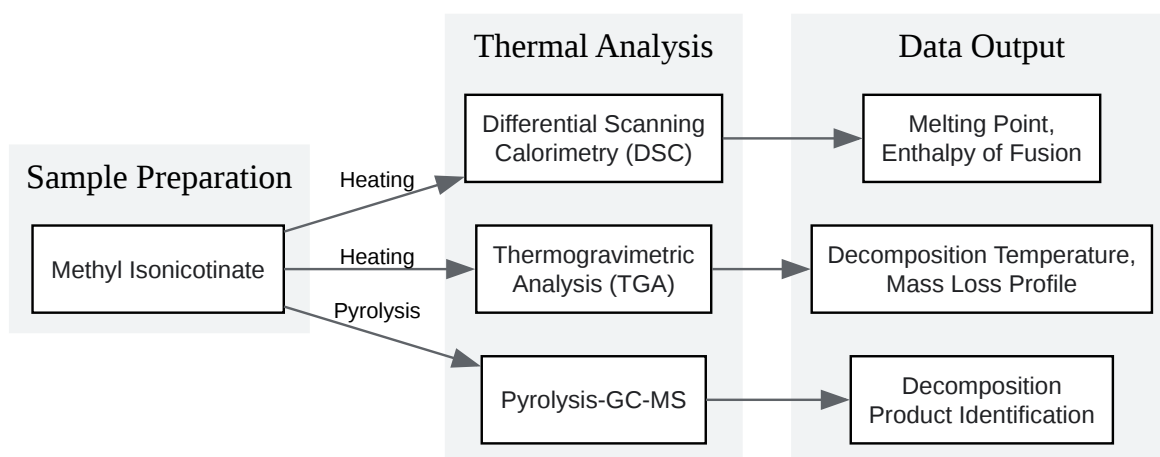 Sample Preparation
Methyl Isonicotinate
Heating
Heating
Pyrolysis
Thermal Analysis
Differential Scanning
Calorimetry (DSC)
Thermogravimetric
Analysis (TGA)
Pyrolysis-GC-MS
Data Output
Melting Point,
Enthalpy of Fusion
Decomposition Temperature,
Mass Loss Profile
Decomposition
Product Identification